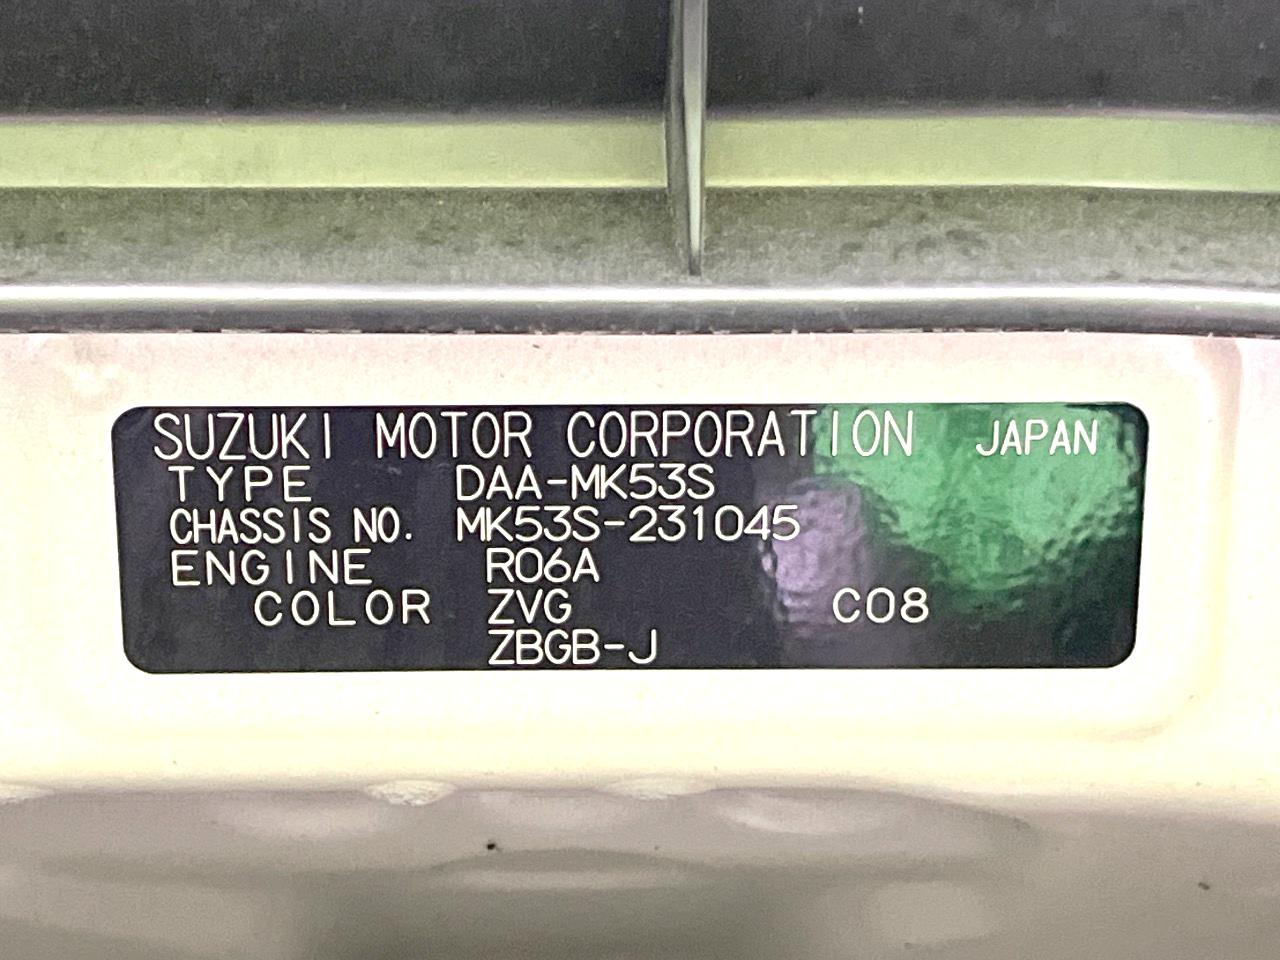 SUZUKI MOTOR CORPORATION JAPAN
TYPE DAA-MK53S
CHASSIS NO. MK53S-231045
ENGINE R06A
COLOR ZVG C08
ZBGB-J